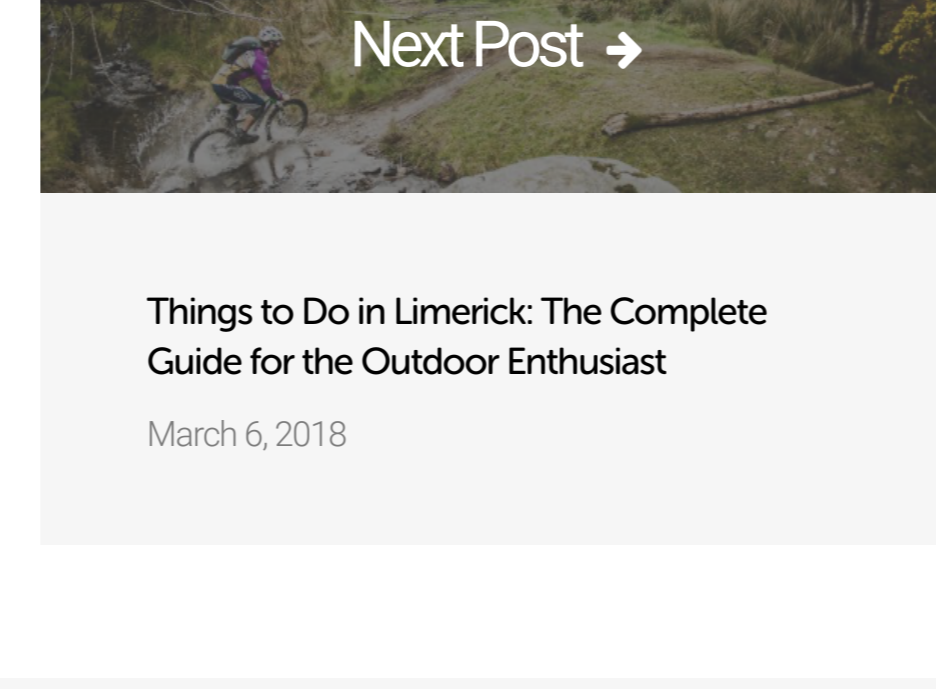 Next Post
Things to Do in Limerick: The Complete
Guide for the Outdoor Enthusiast
March 6, 2018